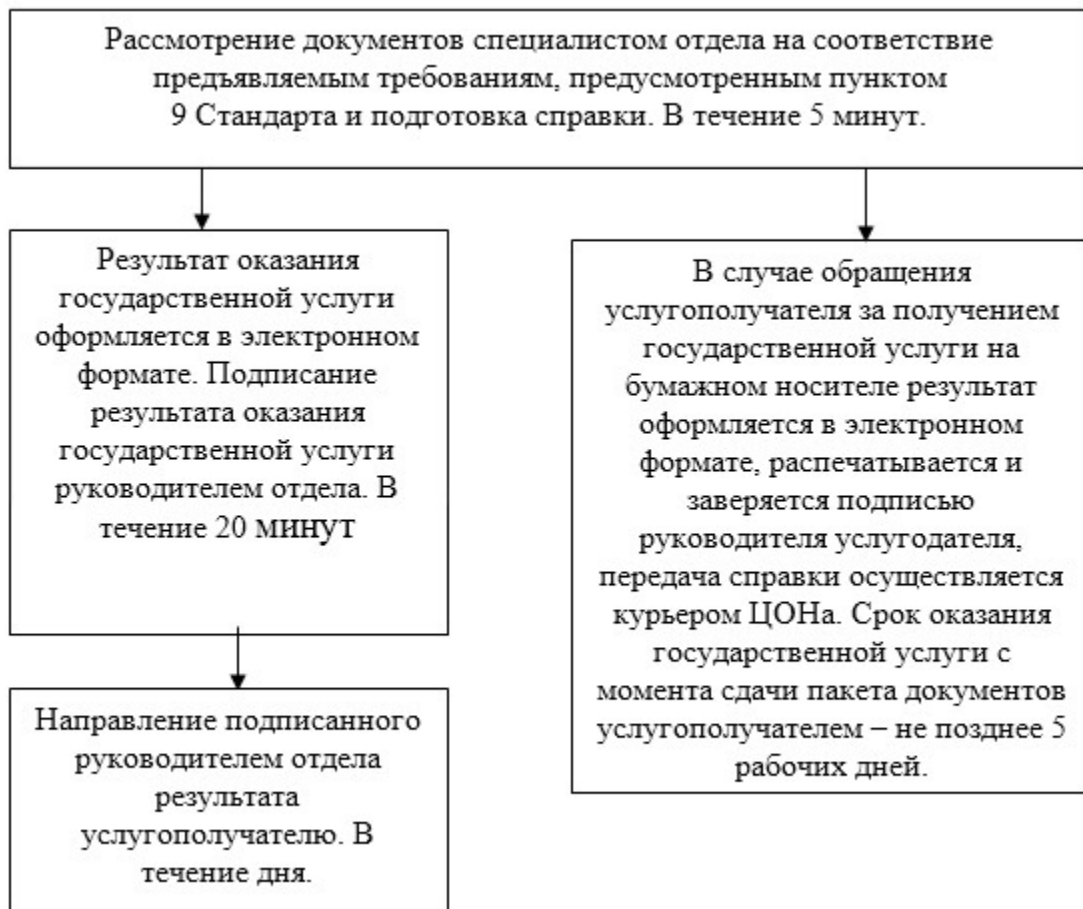 Рассмотрение документов специалистом отдела на соответствие
предъявляемым требованиям, предусмотренным пунктом
9 Стандарта и подготовка справки. В течение 5 минут.
Результат оказания
государственной услуги
оформляется в электронном
формате. Подписание
результата оказания
государственной услуги
руководителем отдела. В
течение 20 минут
Направление подписанного
руководителем отдела
результата
услугополучателю. В
течение дня.
В случае обращения
услугополучателя за получением
государственной услуги на
бумажном носителе результат
оформляется в электронном
формате, распечатывается и
заверяется подписью
руководителя услугодателя,
передача справки осуществляется
курьером ЦОНа. Срок оказания
государственной услуги с
момента сдачи пакета документов
услугополучателем – не позднее 5
рабочих дней.